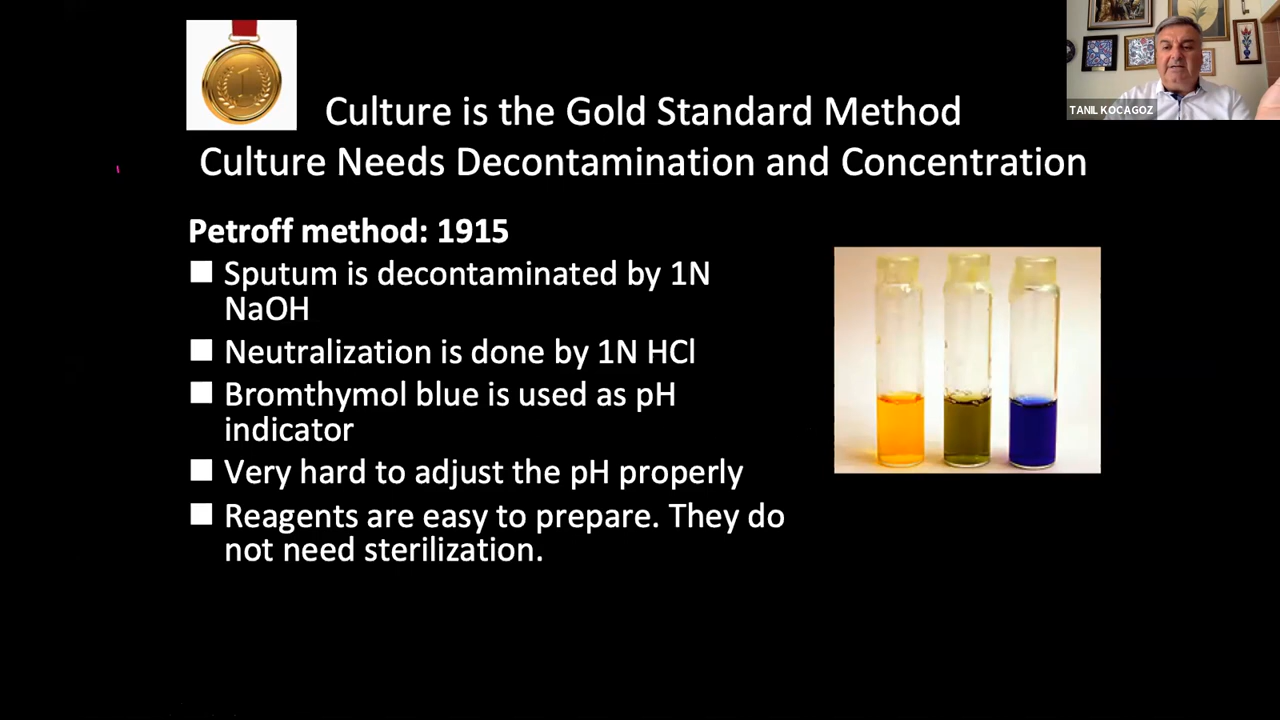 TANIL KOCAGOZ
Culture is the Gold Standard Method
Culture Needs Decontamination and Concentration
Petroff method: 1915
Sputum is decontaminated by 1N
NaOH
Neutralization is done by 1N HCl
Bromthymol blue is used as pH
indicator
Very hard to adjust the pH properly
Reagents are easy to prepare. They do
not need sterilization.